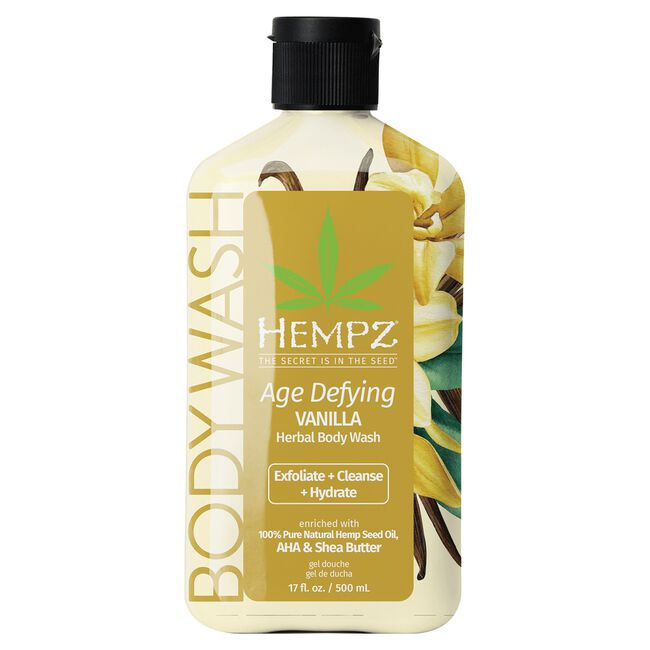 BODY WASH
HEMPZ
THE SECRET IS IN THE SEED™
Age Defying
VANILLA
Herbal Body Wash
Exfoliate + Cleanse
+ Hydrate
enriched with
100% Pure Natural Hemp Seed Oil,
AHA & Shea Butter
gel douche
gel de ducha
17 fl. oz. / 500 mL